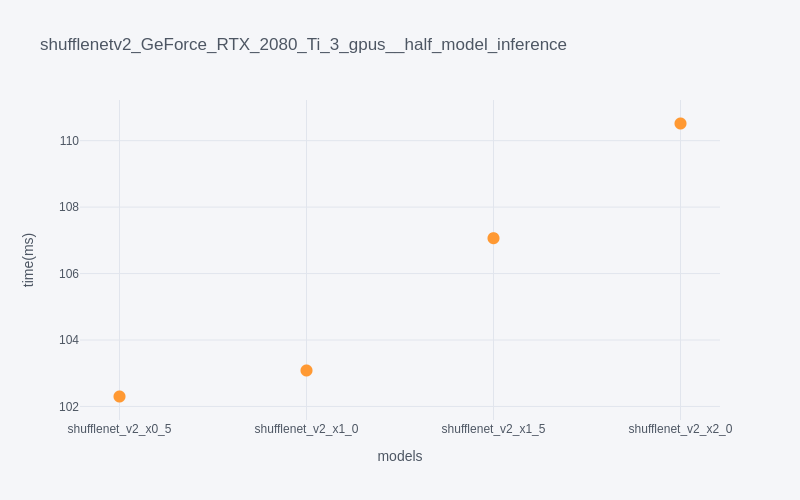 shufflenetv2_GeForce_RTX_2080_Ti_3_gpus__half_model_inference
time(ms)
110
108
106
104
102
shufflenet_v2_x0_5 shufflenet_v2_x1_0 shufflenet_v2_x1_5 shufflenet_v2_x2_0
models